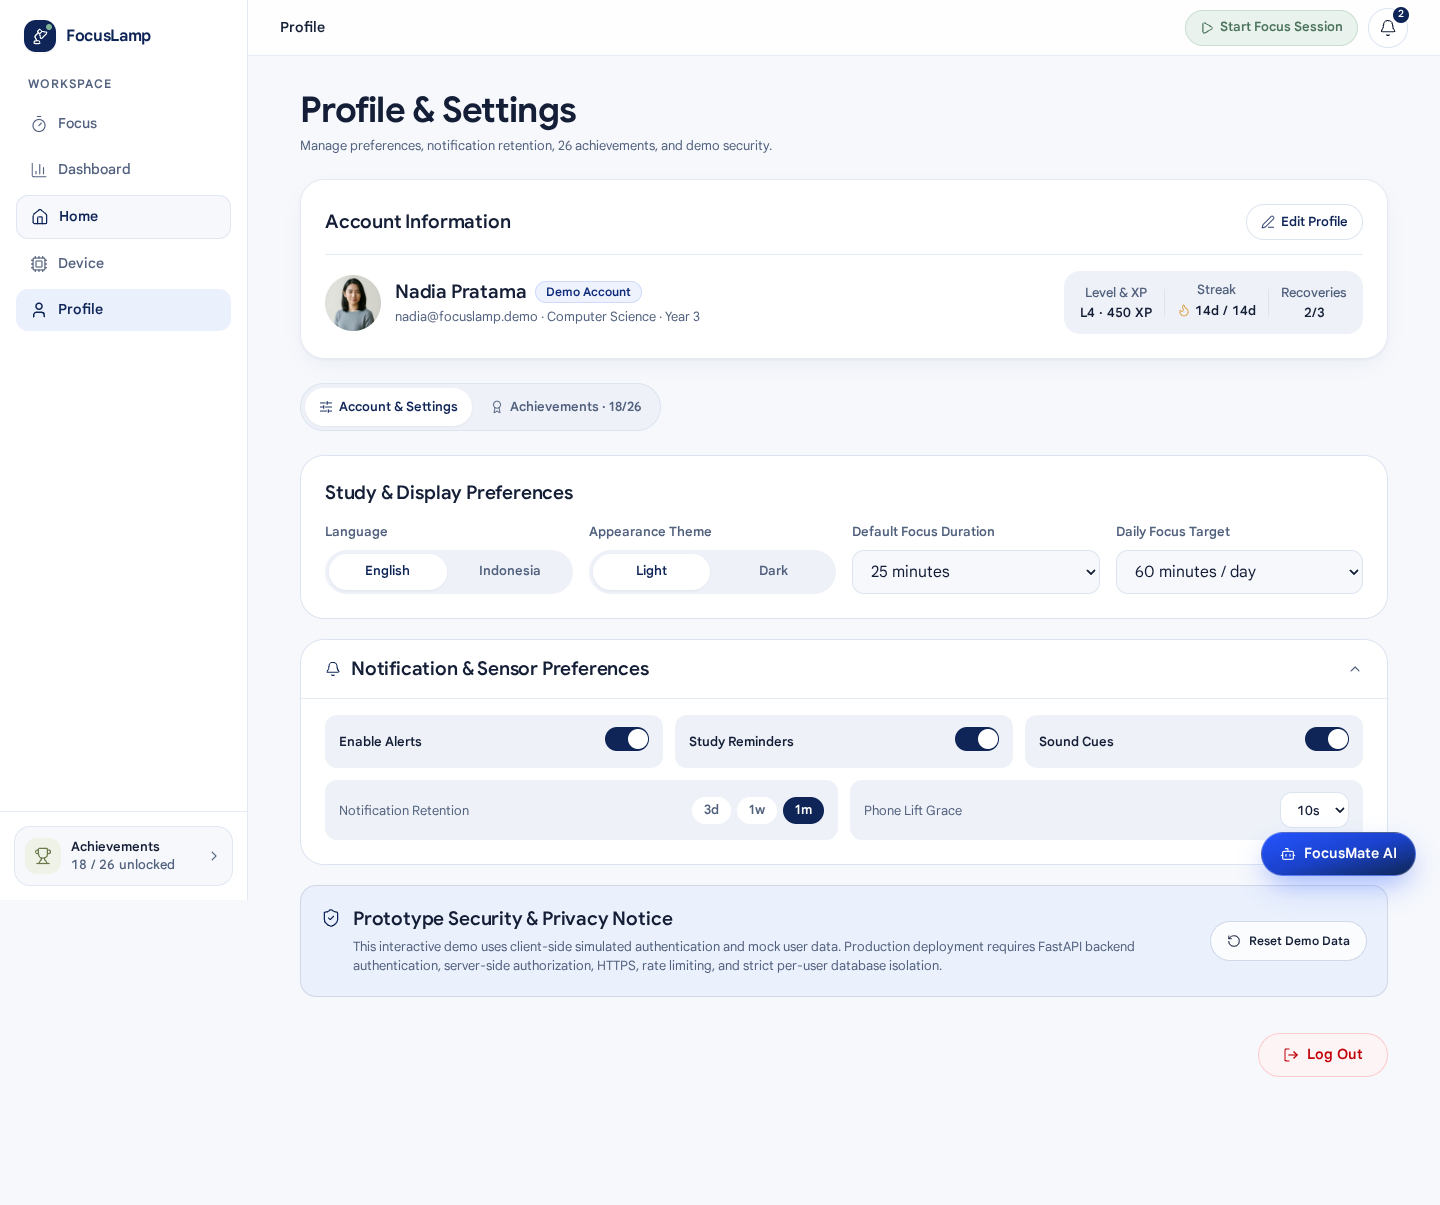 FocusLamp
WORKSPACE
Focus
Dashboard
Home
Device
Profile
Achievements
18 / 26 unlocked
Profile
Start Focus Session
2
Profile & Settings
Manage preferences, notification retention, 26 achievements, and demo security.
Account Information
Edit Profile
Nadia Pratama
Demo Account
nadia@focuslamp.demo · Computer Science · Year 3
Level & XP
L4 · 450 XP
Streak
14d / 14d
Recoveries
2/3
Account & Settings
Achievements · 18/26
Study & Display Preferences
Language
English
Indonesia
Appearance Theme
Light
Dark
Default Focus Duration
25 minutes
Daily Focus Target
60 minutes / day
Notification & Sensor Preferences
Enable Alerts
Study Reminders
Sound Cues
Notification Retention
3d
1w
1m
Phone Lift Grace
10s
FocusMate AI
Prototype Security & Privacy Notice
This interactive demo uses client-side simulated authentication and mock user data. Production deployment requires FastAPI backend
authentication, server-side authorization, HTTPS, rate limiting, and strict per-user database isolation.
Reset Demo Data
Log Out